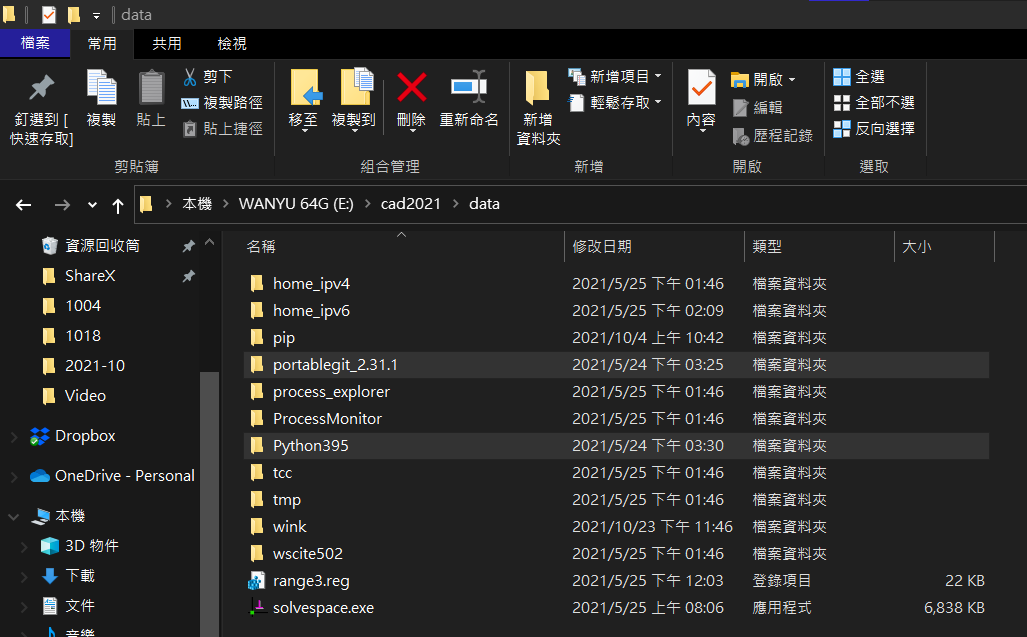 data
檔案 常用 共用 檢視
釘選到 [快速存取]
複製
貼上
剪下
複製路徑
貼上捷徑
剪貼簿
移至
複製到
刪除
重新命名
組合管理
新增資料夾
新增項目
輕鬆存取
新增
內容
開啟
編輯
歷程記錄
開啟
全選
全部不選
反向選擇
選取
本機 > WANYU 64G (E:) > cad2021 > data
資源回收筒
ShareX
1004
1018
2021-10
Video
Dropbox
OneDrive - Personal
本機
3D 物件
下載
文件
音樂
名稱 修改日期 類型 大小
home_ipv4 2021/5/25 下午 01:46 檔案資料夾
home_ipv6 2021/5/25 下午 02:09 檔案資料夾
pip 2021/10/4 上午 10:42 檔案資料夾
portablegit_2.31.1 2021/5/24 下午 03:25 檔案資料夾
process_explorer 2021/5/25 下午 01:46 檔案資料夾
ProcessMonitor 2021/5/25 下午 01:46 檔案資料夾
Python395 2021/5/24 下午 03:30 檔案資料夾
tcc 2021/5/25 下午 01:46 檔案資料夾
tmp 2021/5/25 下午 01:46 檔案資料夾
wink 2021/10/23 下午 11:46 檔案資料夾
wscite502 2021/5/25 下午 01:46 檔案資料夾
range3.reg 2021/5/25 下午 12:03 登錄項目 22 KB
solvespace.exe 2021/5/25 上午 08:06 應用程式 6,838 KB